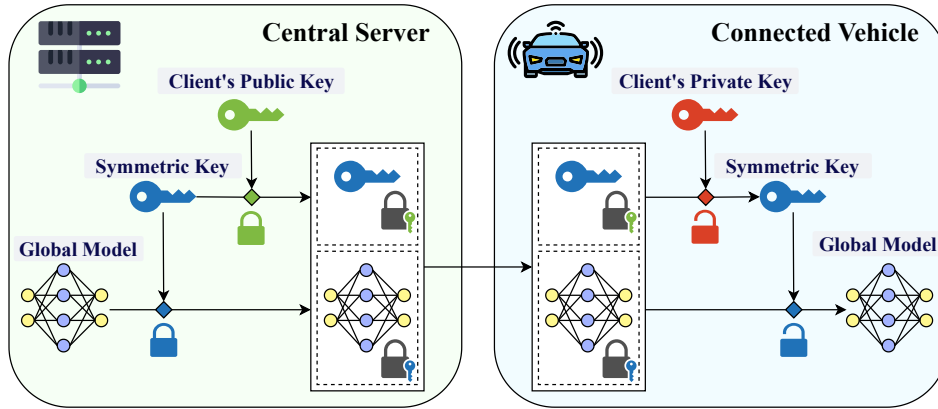 Central Server
Connected Vehicle
Client's Public Key
Client's Private Key
Symmetric Key
Symmetric Key
Global Model
Global Model